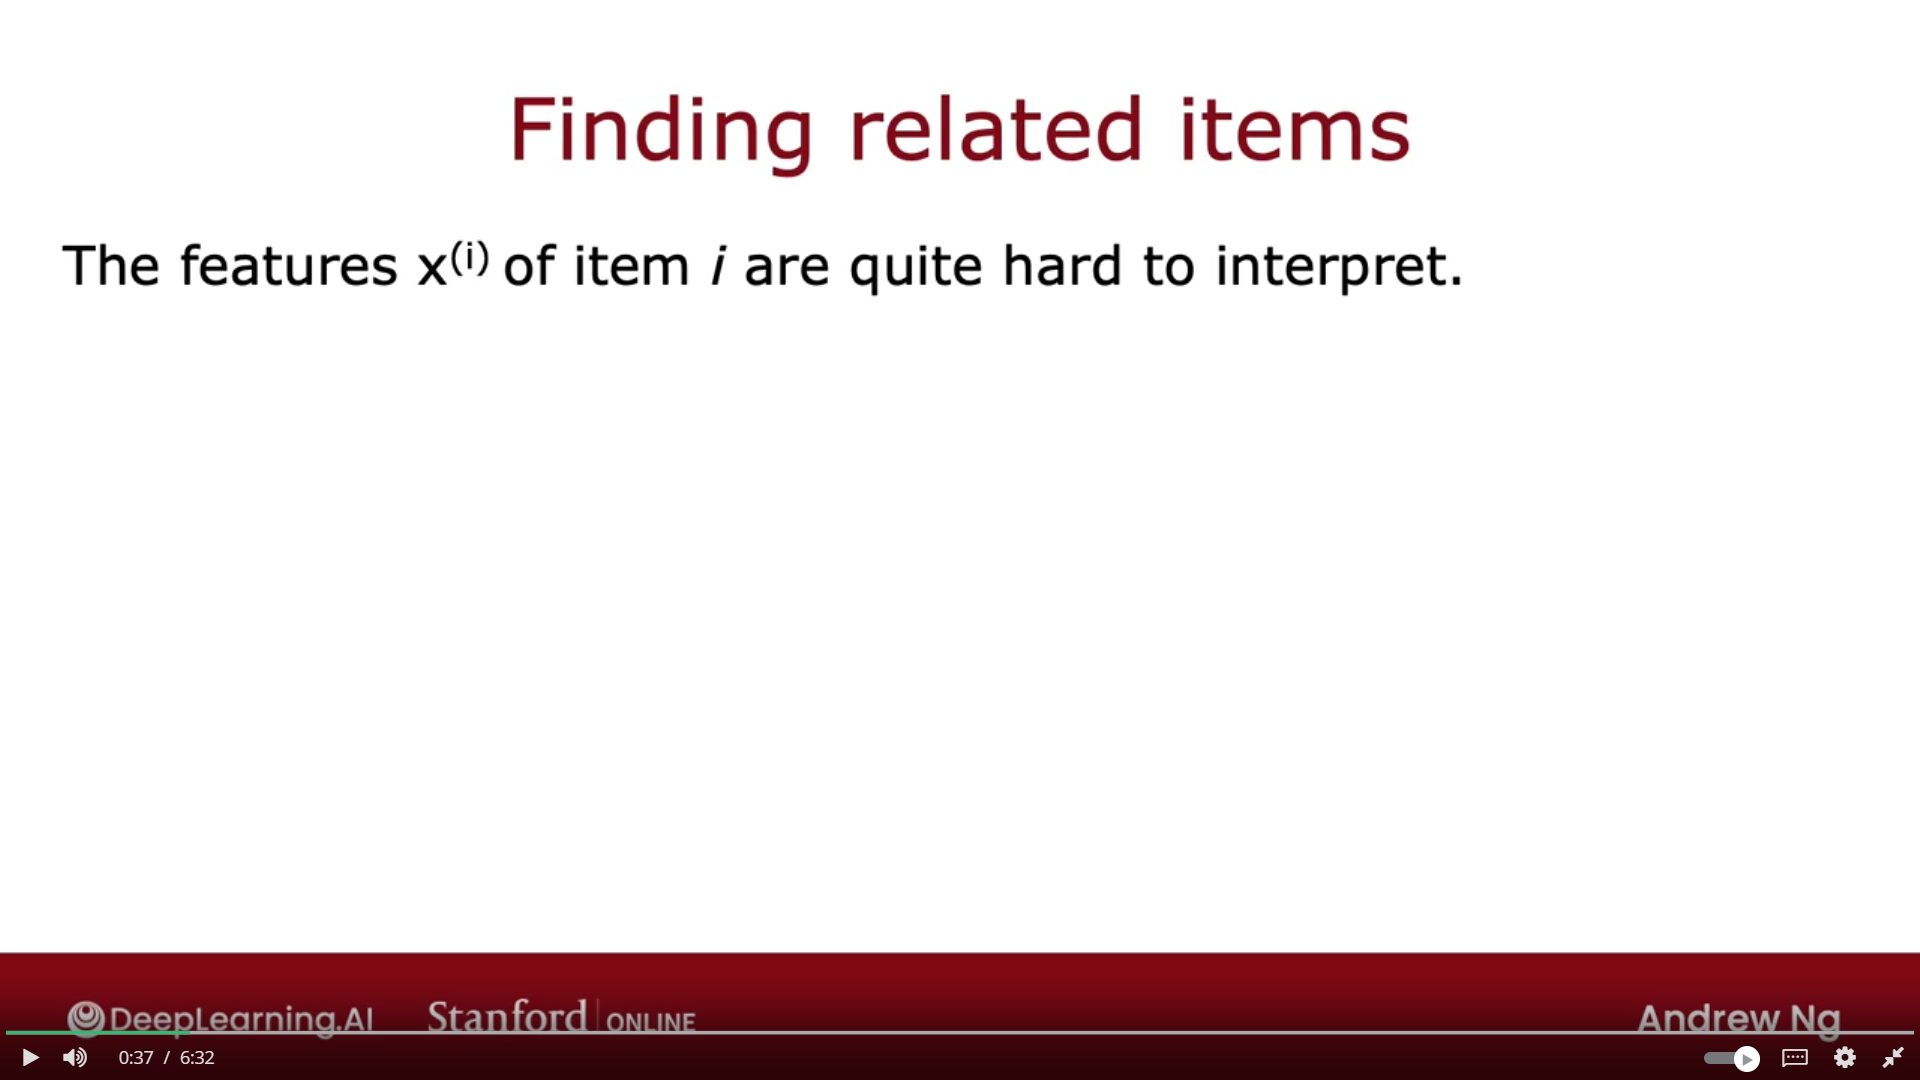 Finding related items
The features x⁽ⁱ⁾ of item i are quite hard to interpret.
DeepLearning.AI Stanford ONLINE Andrew Ng
0:37 / 6:32